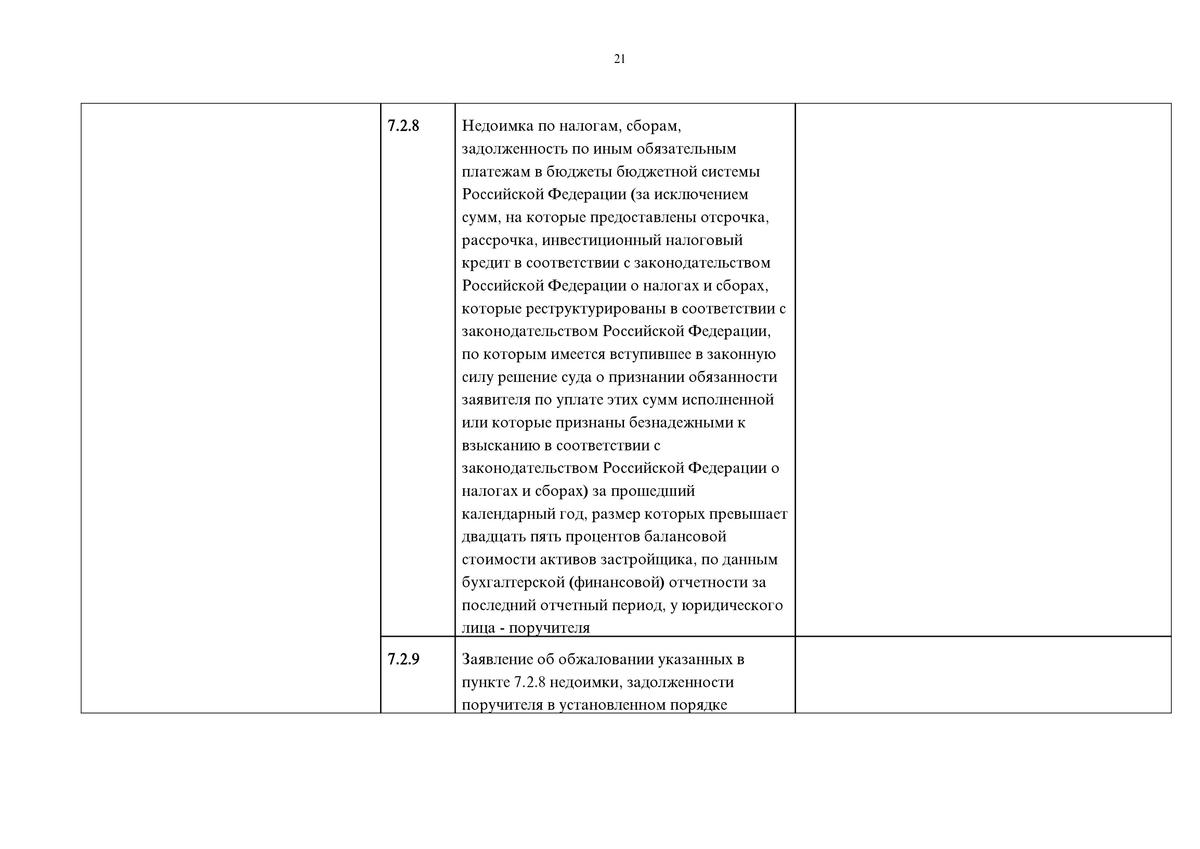 21
7.2.8
Недоимка по налогам, сборам,
задолженность по иным обязательным
платежам в бюджеты бюджетной системы
Российской Федерации (за исключением
сумм, на которые предоставлены отсрочка,
рассрочка, инвестиционный налоговый
кредит в соответствии с законодательством
Российской Федерации о налогах и сборах,
которые реструктурированы в соответствии с
законодательством Российской Федерации,
по которым имеется вступившее в законную
силу решение суда о признании обязанности
заявителя по уплате этих сумм исполненной
или которые признаны безнадежными к
взысканию в соответствии с
законодательством Российской Федерации о
налогах и сборах) за прошедший
календарный год, размер которых превышает
двадцать пять процентов балансовой
стоимости активов застройщика, по данным
бухгалтерской (финансовой) отчетности за
последний отчетный период, у юридического
лица - поручителя
7.2.9
Заявление об обжаловании указанных в
пункте 7.2.8 недоимки, задолженности
поручителя в установленном порядке